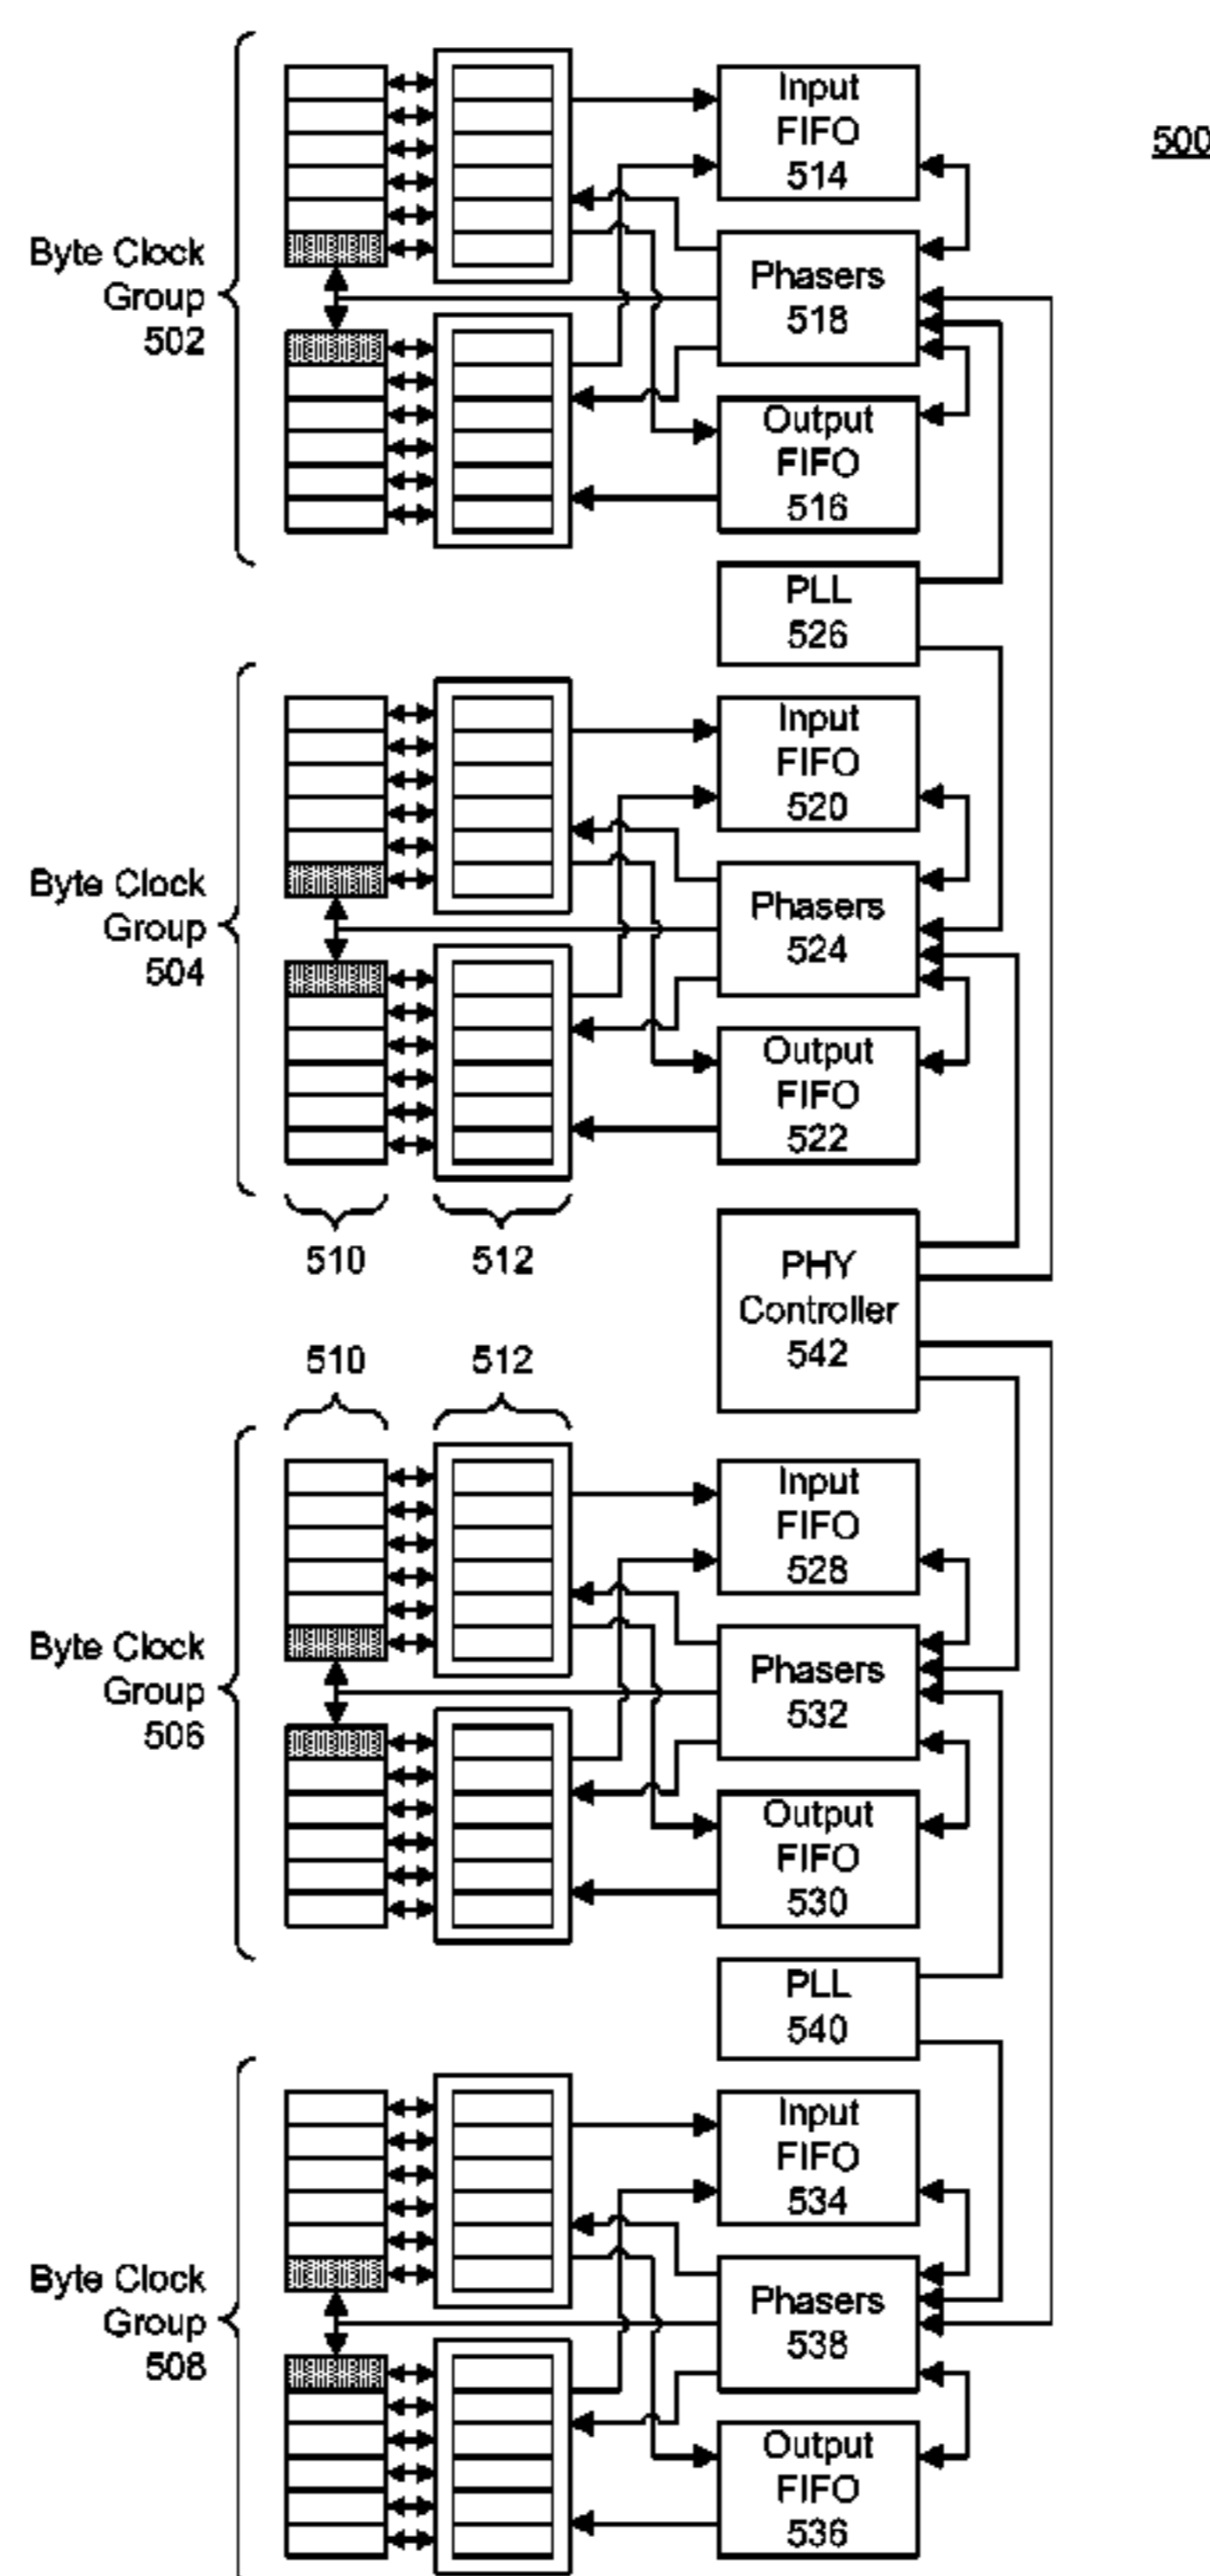 500
Input
FIFO
514
Byte Clock
Group
502
Phasers
518
Output
FIFO
516
PLL
526
Input
FIFO
520
Byte Clock
Group
504
Phasers
524
Output
FIFO
522
510
512
PHY
Controller
542
510
512
Input
FIFO
528
Byte Clock
Group
506
Phasers
532
Output
FIFO
530
PLL
540
Input
FIFO
534
Byte Clock
Group
508
Phasers
538
Output
FIFO
536